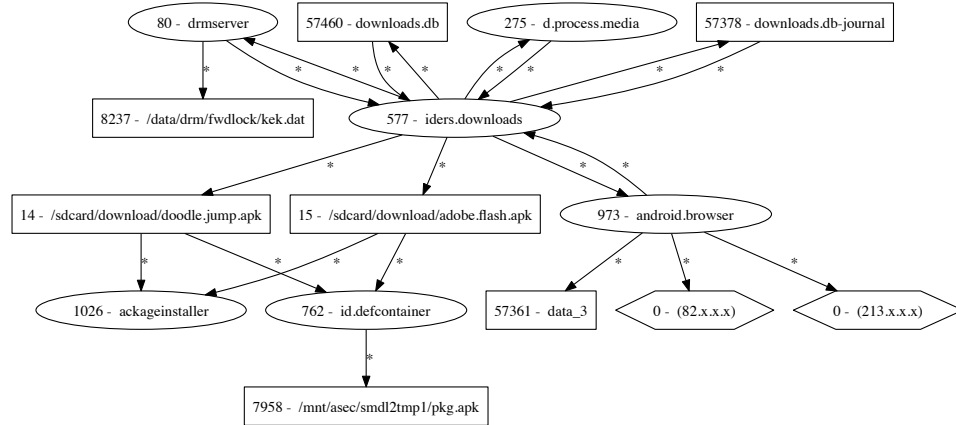 80 - drmserver
57460 - downloads.db
275 - d.process.media
57378 - downloads.db-journal
* * * * * * * * *
8237 - /data/drm/fwdlock/kek.dat
577 - iders.downloads
* * * *
14 - /sdcard/download/doodle.jump.apk
15 - /sdcard/download/adobe.flash.apk
973 - android.browser
* * * * * * *
1026 - ackageinstaller
762 - id.defcontainer
57361 - data_3
0 - (82.x.x.x)
0 - (213.x.x.x)
*
7958 - /mnt/asec/smdl2tmp1/pkg.apk